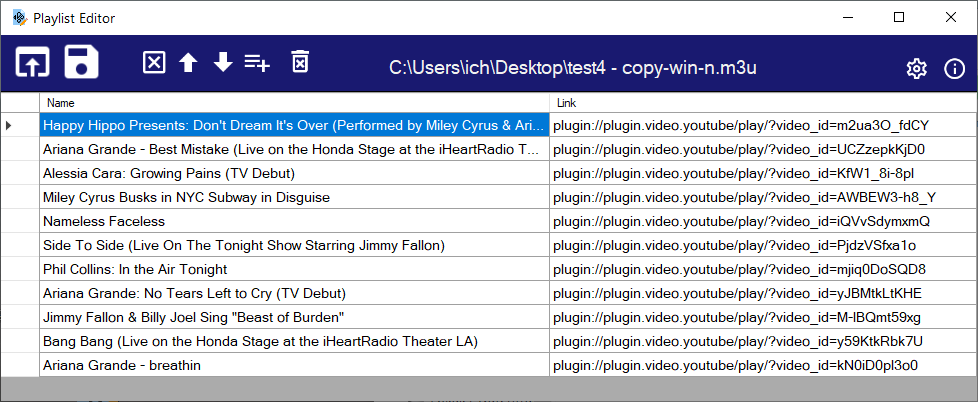 Playlist Editor
C:\Users\ich\Desktop\test4 - copy-win-n.m3u
Name Link
Happy Hippo Presents: Don't Dream It's Over (Performed by Miley Cyrus & Ari... plugin://plugin.video.youtube/play/?video_id=m2ua3O_fdCY
Ariana Grande - Best Mistake (Live on the Honda Stage at the iHeartRadio T... plugin://plugin.video.youtube/play/?video_id=UCZzepkKjD0
Alessia Cara: Growing Pains (TV Debut) plugin://plugin.video.youtube/play/?video_id=KfW1_8i-8pI
Miley Cyrus Busks in NYC Subway in Disguise plugin://plugin.video.youtube/play/?video_id=AWBEW3-h8_Y
Nameless Faceless plugin://plugin.video.youtube/play/?video_id=iQVvSdymxmQ
Side To Side (Live On The Tonight Show Starring Jimmy Fallon) plugin://plugin.video.youtube/play/?video_id=PjdzVSfxa1o
Phil Collins: In the Air Tonight plugin://plugin.video.youtube/play/?video_id=mjiq0DoSQD8
Ariana Grande: No Tears Left to Cry (TV Debut) plugin://plugin.video.youtube/play/?video_id=yJBMtkLtKHE
Jimmy Fallon & Billy Joel Sing "Beast of Burden" plugin://plugin.video.youtube/play/?video_id=M-lBQmt59xg
Bang Bang (Live on the Honda Stage at the iHeartRadio Theater LA) plugin://plugin.video.youtube/play/?video_id=y59KtkRbk7U
Ariana Grande - breathin plugin://plugin.video.youtube/play/?video_id=kN0iD0pI3o0